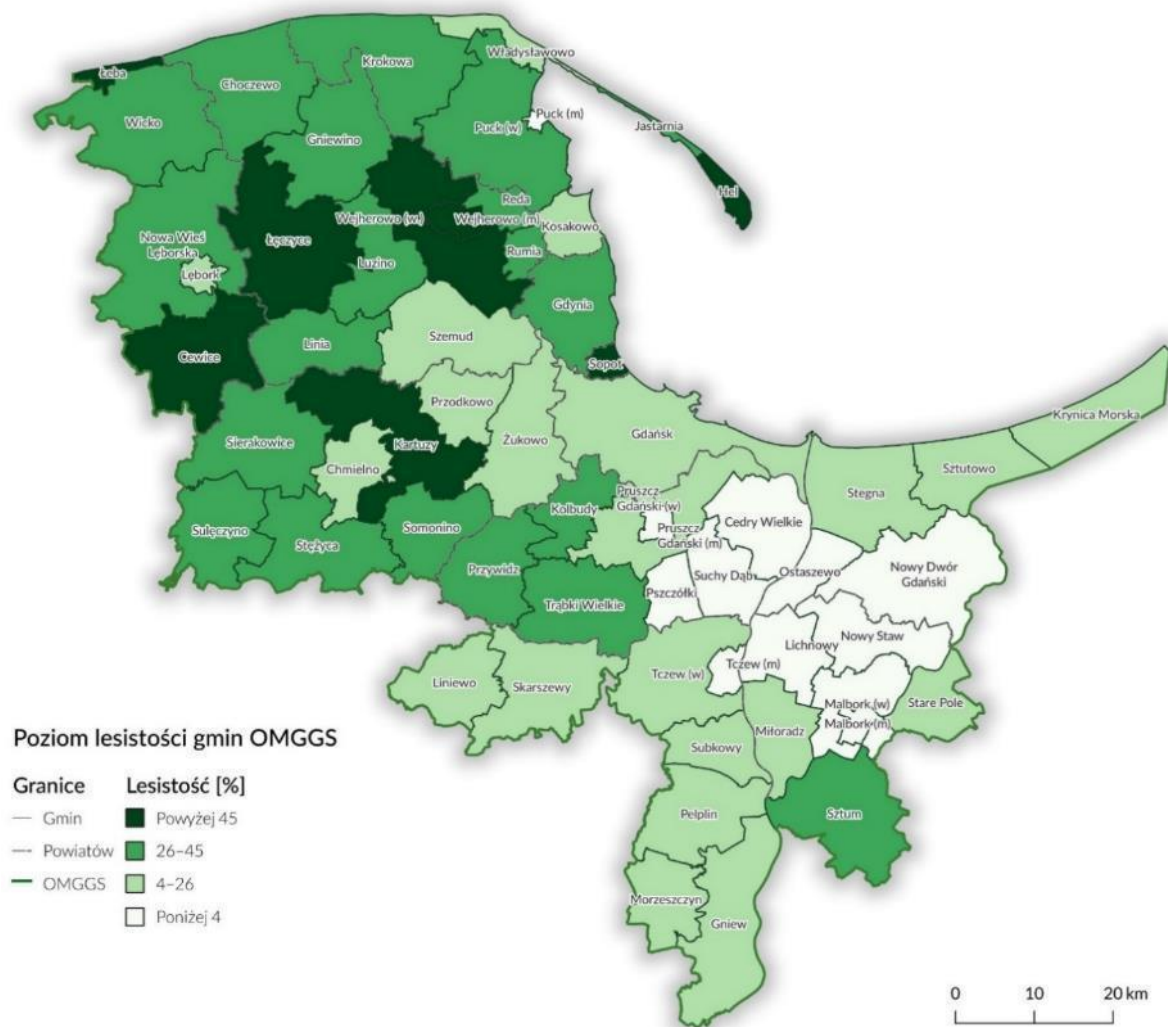 Łeba
Choczewo
Krokowa
Władysławowo
Wicko
Gniewino
Puck (w)
Puck (m)
Jastarnia
Hel
Nowa Wieś
Lęborska
Lębork
Łęczyce
Wejherowo (w)
Wejherowo (m)
Reda
Rumia
Kosakowo
Luzino
Gdynia
Cewice
Linia
Szemud
Sopot
Przodkowo
Sierakowice
Kartuzy
Chmielno
Żukowo
Gdańsk
Krynica Morska
Sztutowo
Stegna
Sulęczyno
Stężyca
Somonino
Kolbudy
Pruszcz
Gdański (w)
Pruszcz
Gdański (m)
Cedry Wielkie
Przywidz
Trąbki Wielkie
Pszczółki
Suchy Dąb
Ostaszewo
Nowy Dwór
Gdański
Liniewo
Skarszewy
Tczew (w)
Tczew (m)
Lichnowy
Nowy Staw
Malbork (w)
Malbork (m)
Stare Pole
Miłoradz
Subkowy
Pelplin
Sztum
Morzeszczyn
Gniew
Poziom lesistości gmin OMGGS
Granice
Gmin
Powiatów
OMGGS
Lesistość [%]
Powyżej 45
26–45
4–26
Poniżej 4
0 10 20 km